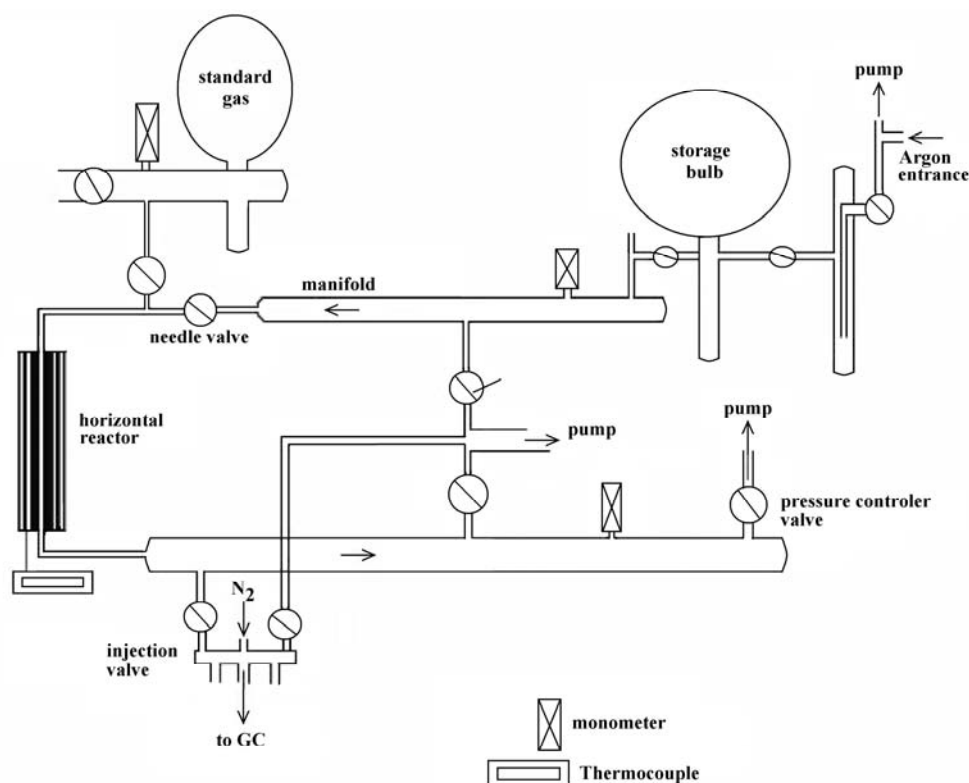 standard
gas
pump
storage
bulb
Argon
entrance
manifold
needle valve
horizontal
reactor
pump
pump
pressure controler
valve
N2
injection
valve
to GC
monometer
Thermocouple